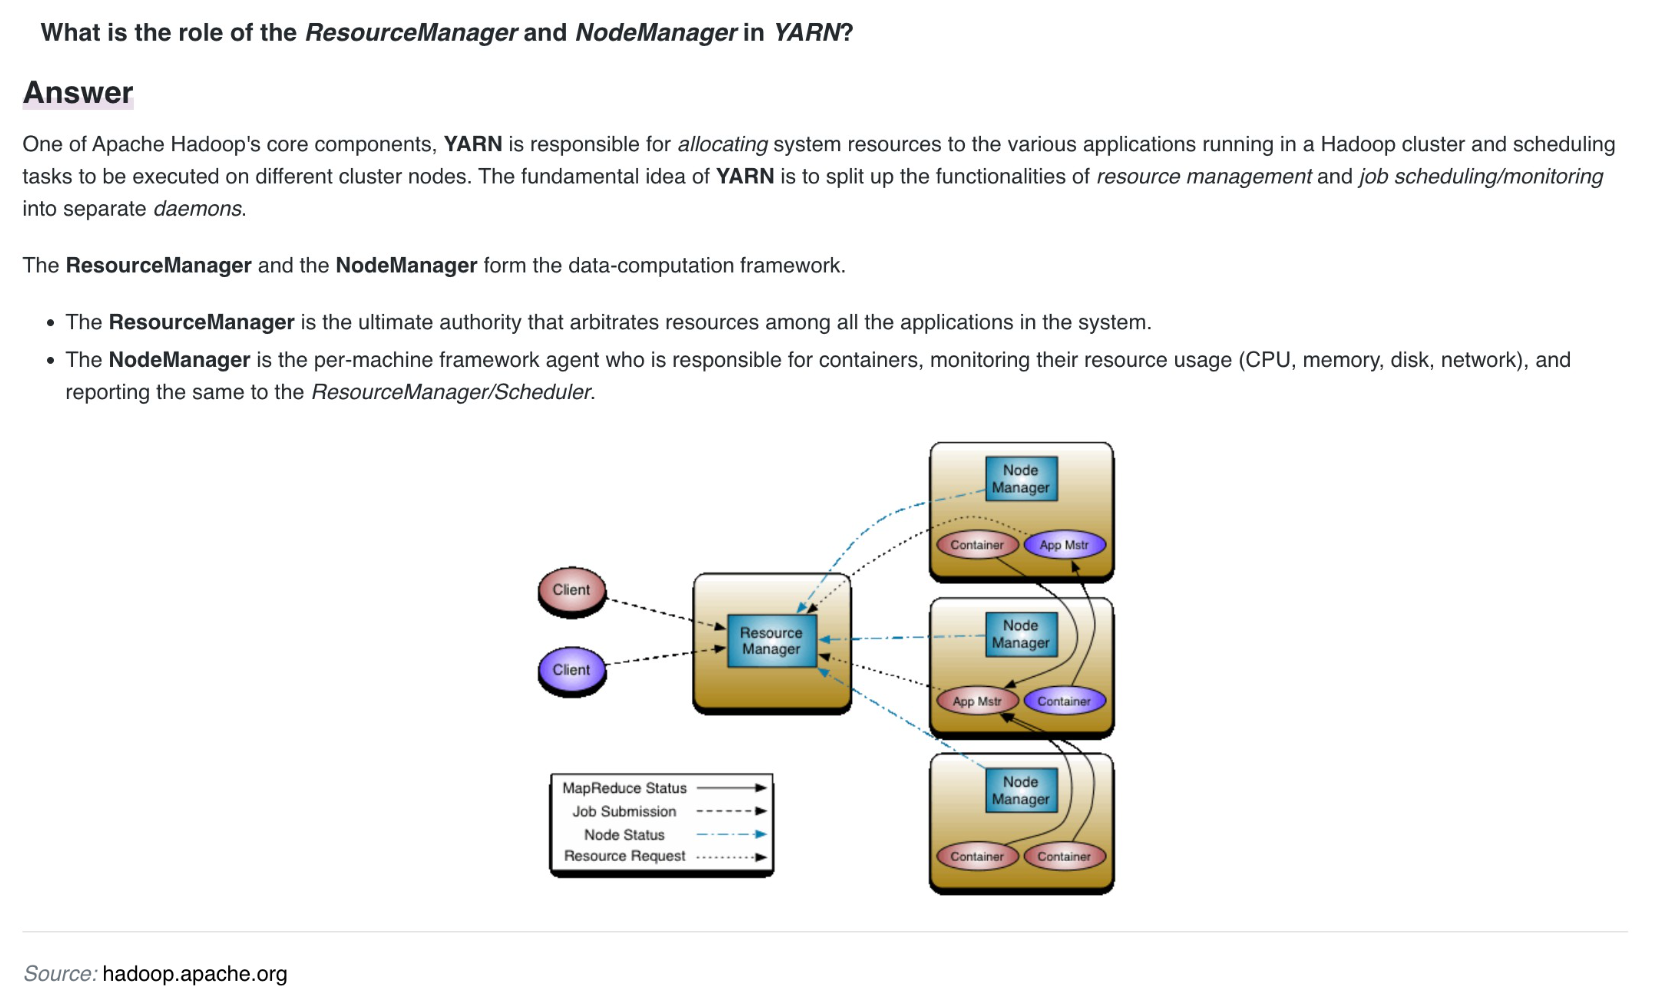 What is the role of the ResourceManager and NodeManager in YARN?
Answer
One of Apache Hadoop's core components, YARN is responsible for allocating system resources to the various applications running in a Hadoop cluster and scheduling
tasks to be executed on different cluster nodes. The fundamental idea of YARN is to split up the functionalities of resource management and job scheduling/monitoring
into separate daemons.
The ResourceManager and the NodeManager form the data-computation framework.
• The ResourceManager is the ultimate authority that arbitrates resources among all the applications in the system.
• The NodeManager is the per-machine framework agent who is responsible for containers, monitoring their resource usage (CPU, memory, disk, network), and
reporting the same to the ResourceManager/Scheduler.
Node
Manager
Container
App Mstr
Client
Client
Resource
Manager
Node
Manager
App Mstr
Container
Node
Manager
Container
Container
MapReduce Status
Job Submission
Node Status
Resource Request
Source: hadoop.apache.org